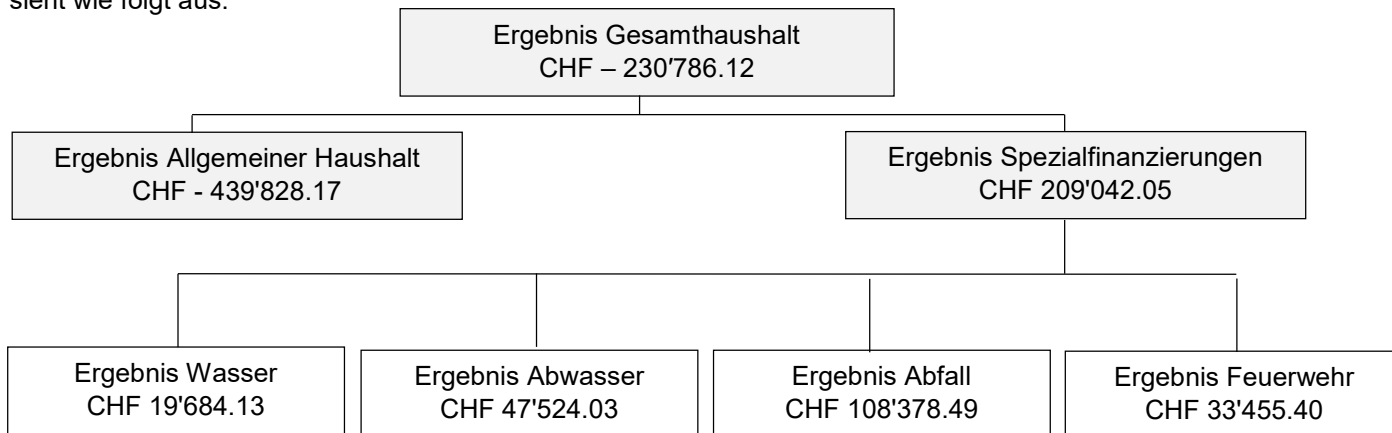 sieht wie folgt aus:
Ergebnis Gesamthaushalt
CHF – 230’786.12
Ergebnis Allgemeiner Haushalt
CHF - 439'828.17
Ergebnis Spezialfinanzierungen
CHF 209'042.05
Ergebnis Wasser
CHF 19'684.13
Ergebnis Abwasser
CHF 47'524.03
Ergebnis Abfall
CHF 108'378.49
Ergebnis Feuerwehr
CHF 33'455.40